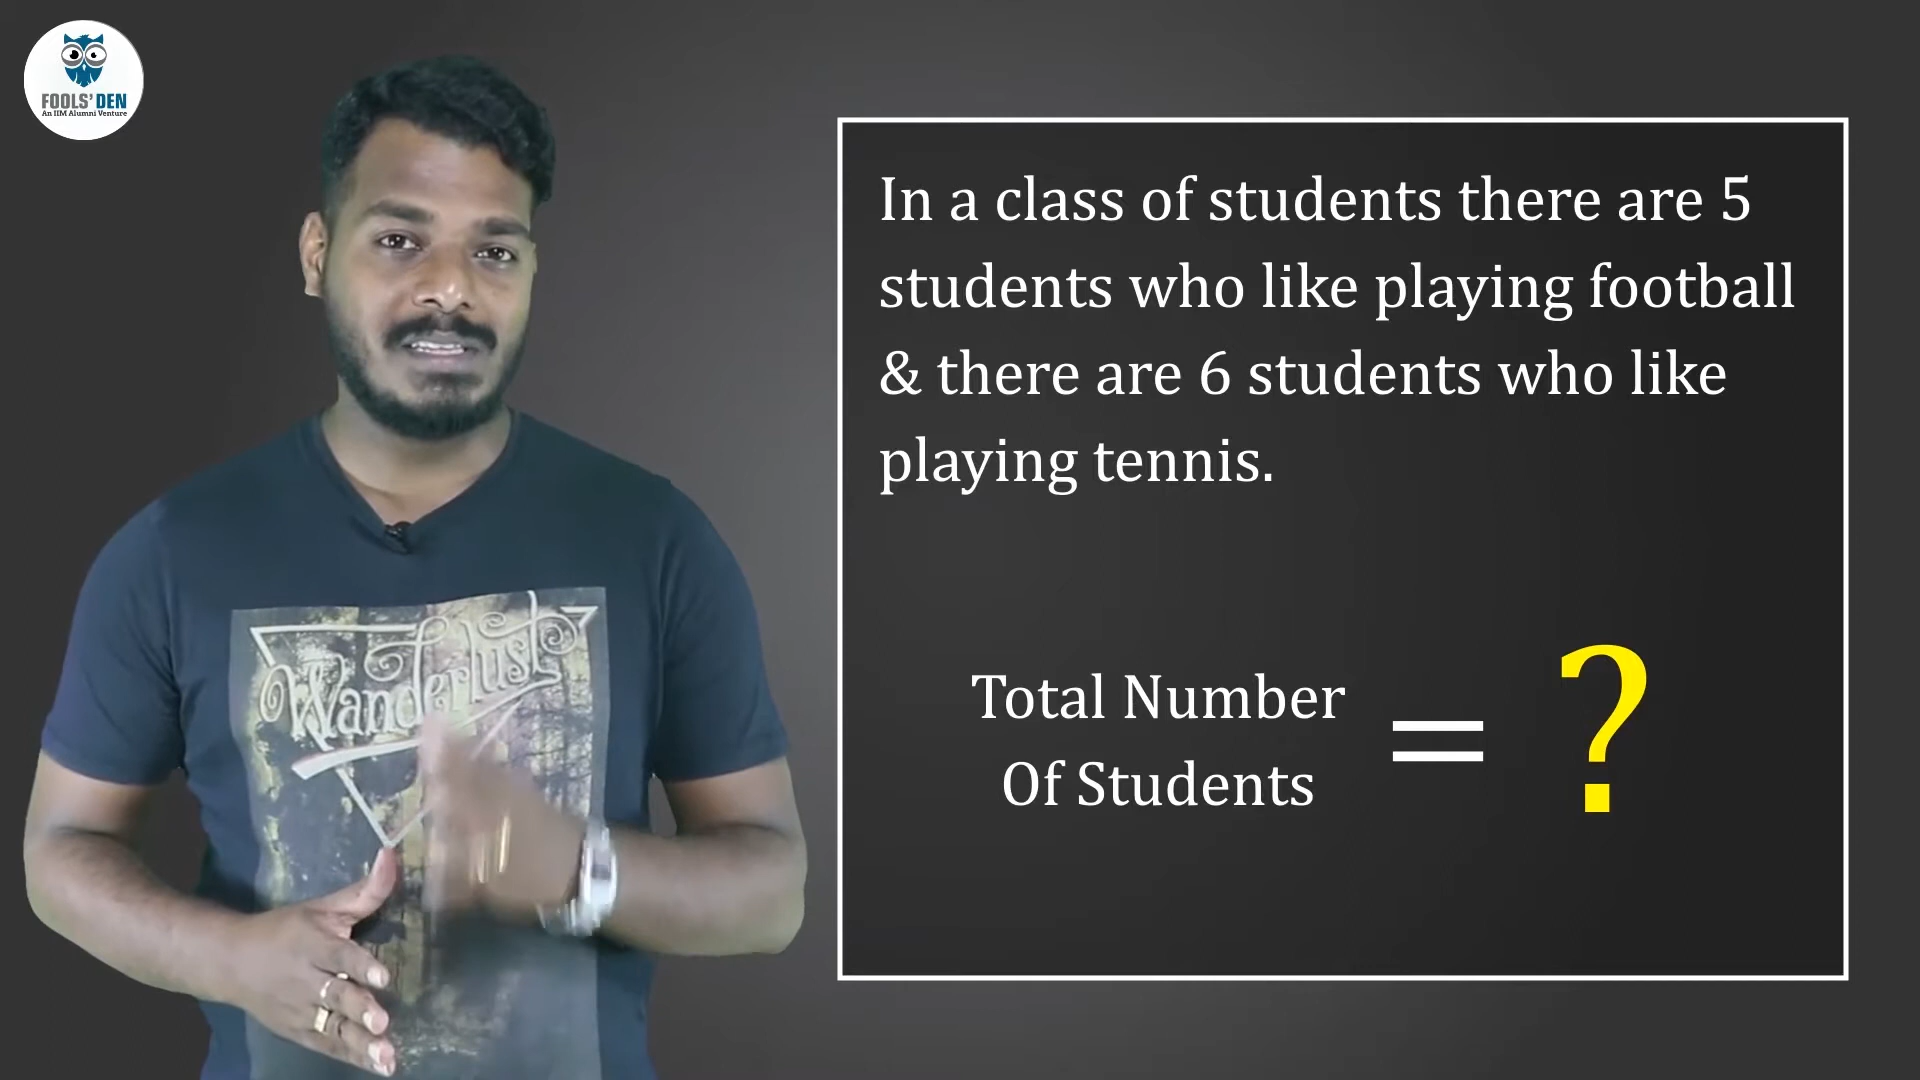 FOOLS' DEN
An IIM Alumni Venture
In a class of students there are 5
students who like playing football
& there are 6 students who like
playing tennis.
Total Number
Of Students
= ?
Wanderlust